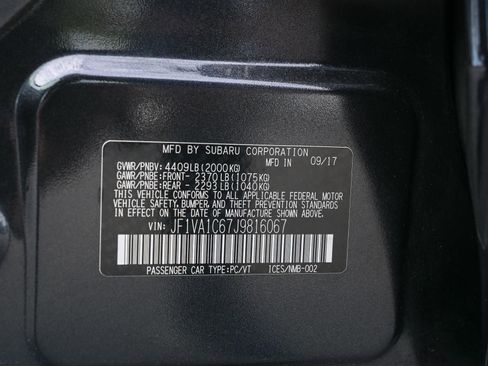 MFD BY SUBARU CORPORATION
GVWR/PNBV: 4409LB(2000KG) MFD IN 09/17
GAWR/PNBE:FRONT- 2370LB(1075KG)
GAWR/PNBE:REAR - 2293LB(1040KG)
THIS VEHICLE CONFORMS TO ALL APPLICABLE FEDERAL MOTOR
VEHICLE SAFETY, BUMPER, AND THEFT PREVENTION STANDARDS
IN EFFECT ON THE DATE OF MANUFACTURE SHOWN ABOVE.
VIN: JF1VA1C67J9816067
PASSENGER CAR TYPE:PC/VT ICES/NMB-002